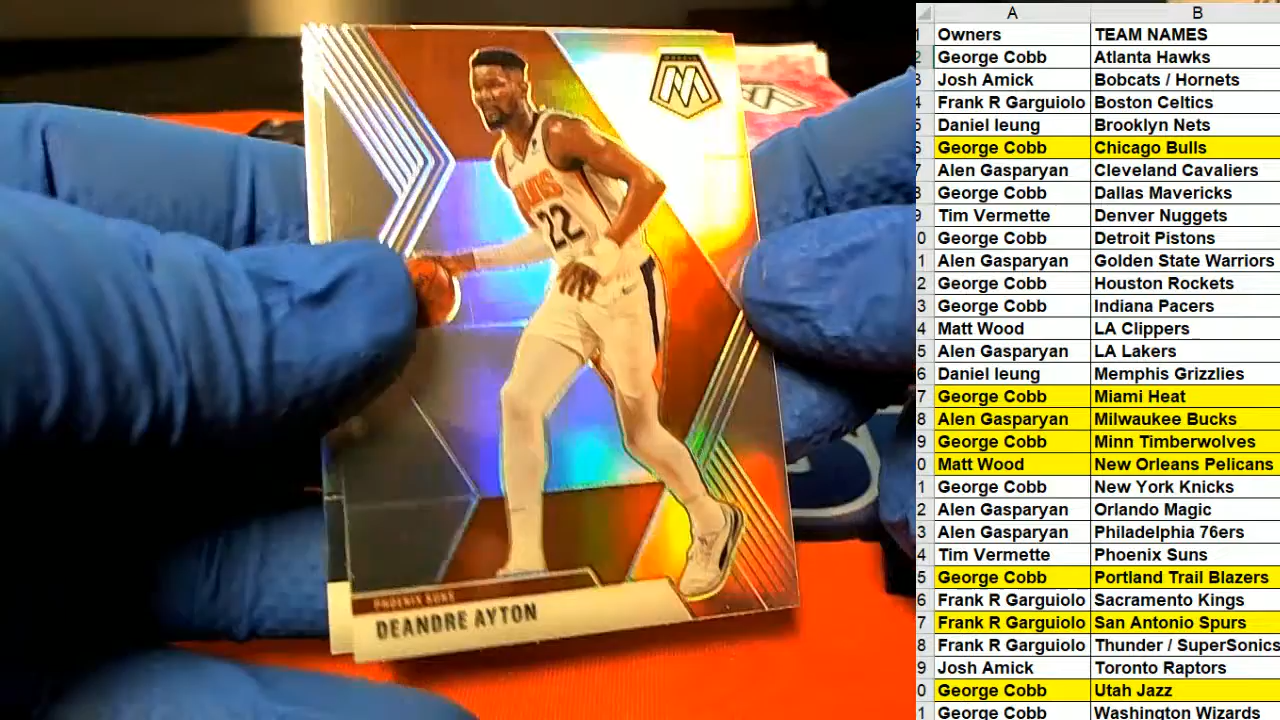 MOSAIC
M
SUNS
22
PHOENIX SUNS
DEANDRE AYTON
A B
1 Owners TEAM NAMES
2 George Cobb Atlanta Hawks
3 Josh Amick Bobcats / Hornets
4 Frank R Garguiolo Boston Celtics
5 Daniel leung Brooklyn Nets
6 George Cobb Chicago Bulls
7 Alen Gasparyan Cleveland Cavaliers
8 George Cobb Dallas Mavericks
9 Tim Vermette Denver Nuggets
0 George Cobb Detroit Pistons
1 Alen Gasparyan Golden State Warriors
2 George Cobb Houston Rockets
3 George Cobb Indiana Pacers
4 Matt Wood LA Clippers
5 Alen Gasparyan LA Lakers
6 Daniel leung Memphis Grizzlies
7 George Cobb Miami Heat
8 Alen Gasparyan Milwaukee Bucks
9 George Cobb Minn Timberwolves
0 Matt Wood New Orleans Pelicans
1 George Cobb New York Knicks
2 Alen Gasparyan Orlando Magic
3 Alen Gasparyan Philadelphia 76ers
4 Tim Vermette Phoenix Suns
5 George Cobb Portland Trail Blazers
6 Frank R Garguiolo Sacramento Kings
7 Frank R Garguiolo San Antonio Spurs
8 Frank R Garguiolo Thunder / SuperSonics
9 Josh Amick Toronto Raptors
0 George Cobb Utah Jazz
1 George Cobb Washington Wizards